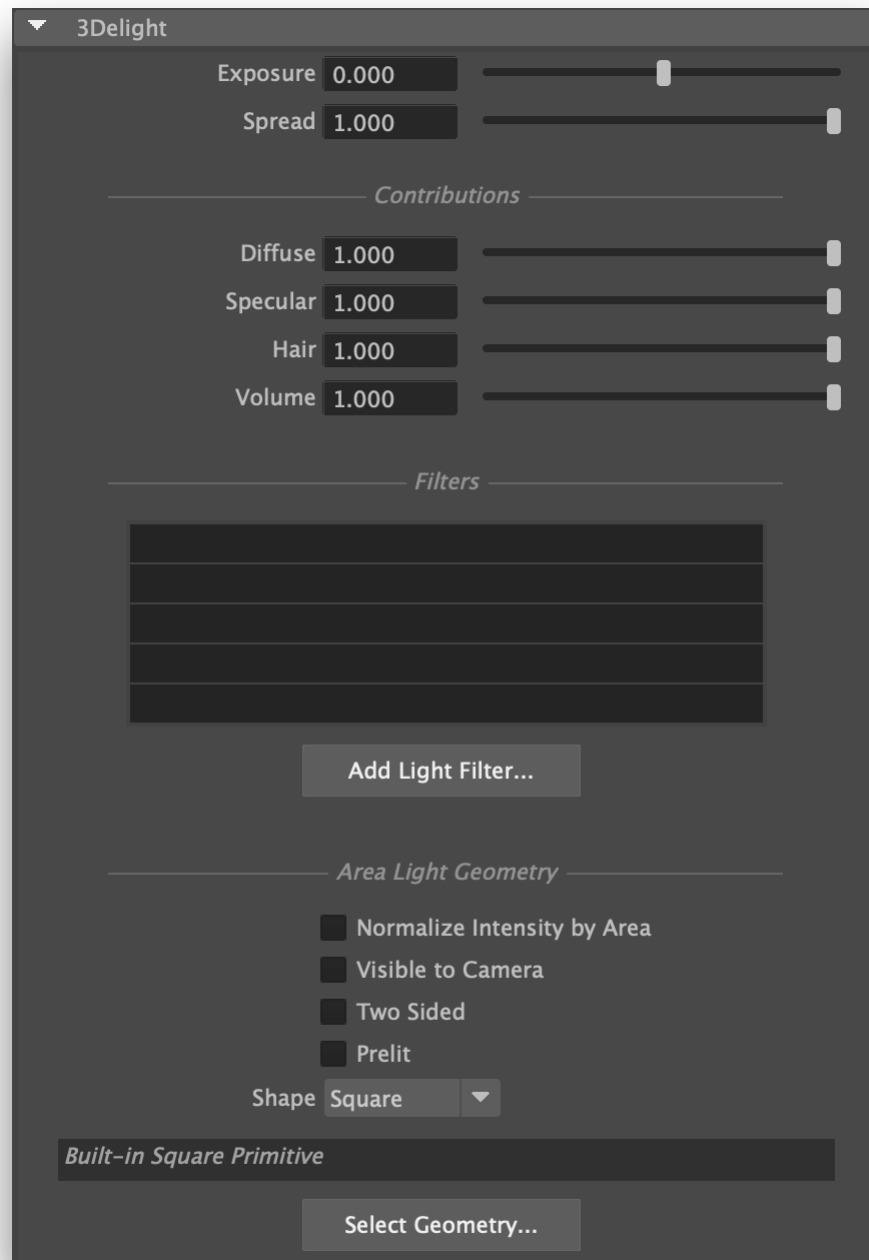 3Delight
Exposure 0.000
Spread 1.000
Contributions
Diffuse 1.000
Specular 1.000
Hair 1.000
Volume 1.000
Filters
Add Light Filter...
Area Light Geometry
Normalize Intensity by Area
Visible to Camera
Two Sided
Prelit
Shape Square
Built-in Square Primitive
Select Geometry...